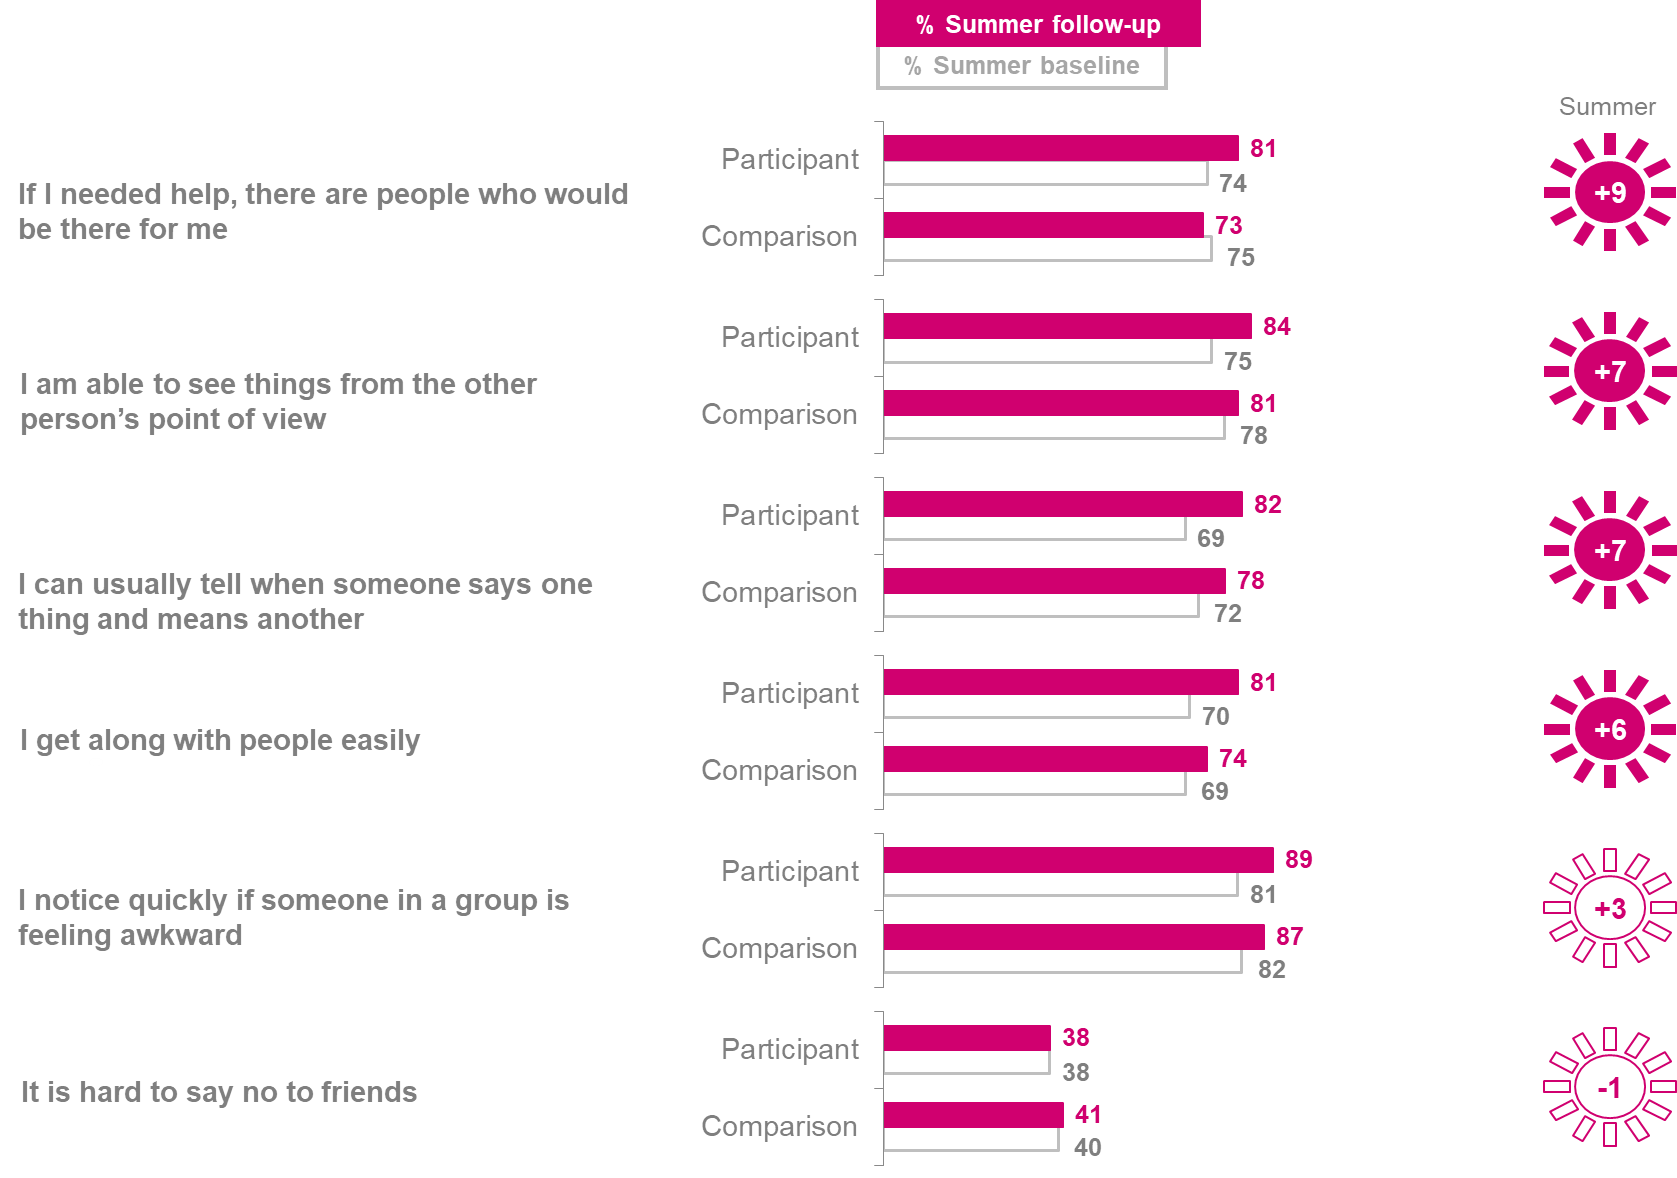 % Summer follow-up
% Summer baseline
Summer
If I needed help, there are people who would
be there for me
Participant
81
74
Comparison
73
75
+9
I am able to see things from the other
person’s point of view
Participant
84
75
Comparison
81
78
+7
I can usually tell when someone says one
thing and means another
Participant
82
69
Comparison
78
72
+7
I get along with people easily
Participant
81
70
Comparison
74
69
+6
I notice quickly if someone in a group is
feeling awkward
Participant
89
81
Comparison
87
82
+3
It is hard to say no to friends
Participant
38
38
Comparison
41
40
-1